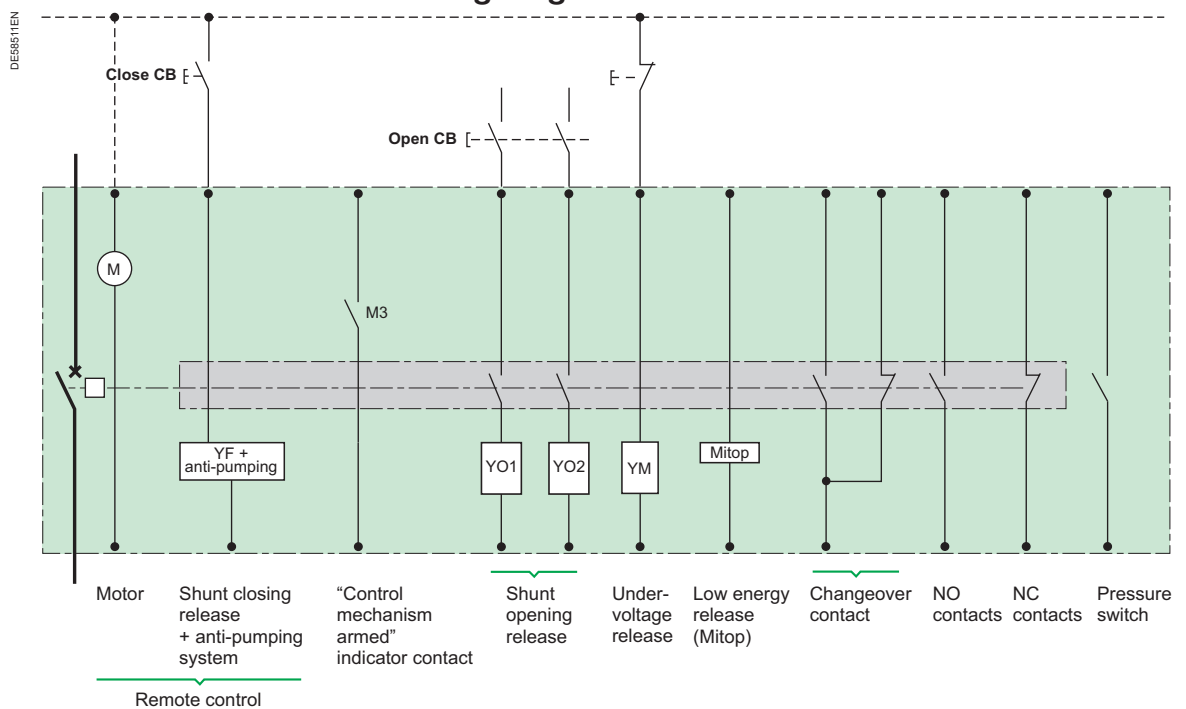 DE58511EN
Close CB
Open CB
M
M3
YF +
anti-pumping
YO1
YO2
YM
Mitop
Motor
Shunt closing
release
+ anti-pumping
system
“Control
mechanism
armed”
indicator contact
Shunt
opening
release
Under-
voltage
release
Low energy
release
(Mitop)
Changeover
contact
NO
contacts
NC
contacts
Pressure
switch
Remote control